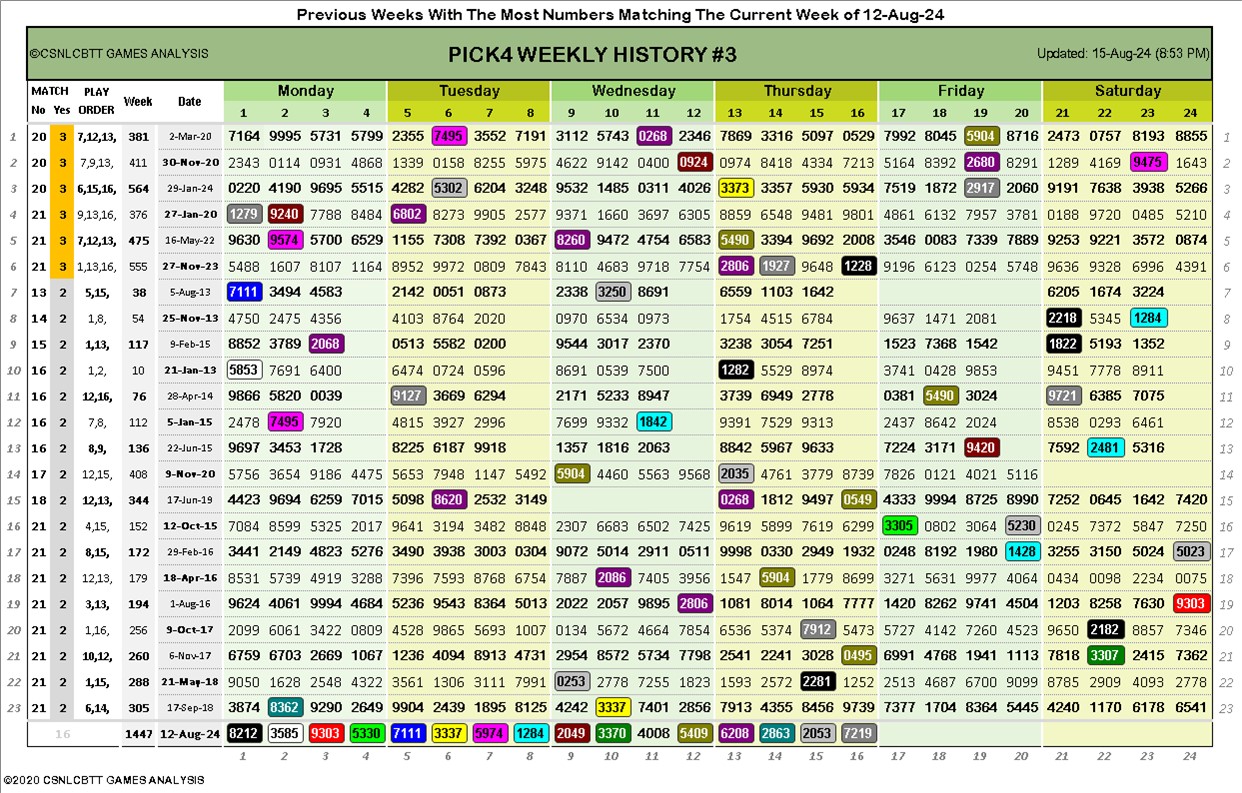 Previous Weeks With The Most Numbers Matching The Current Week of 12-Aug-24
©CSNLCBTT GAMES ANALYSIS PICK4 WEEKLY HISTORY #3 Updated: 15-Aug-24 (8:53 PM)
MATCH PLAY Week Date Monday Tuesday Wednesday Thursday Friday Saturday
No Yes ORDER 1 2 3 4 5 6 7 8 9 10 11 12 13 14 15 16 17 18 19 20 21 22 23 24
1 20 3 7,12,13, 381 2-Mar-20 7164 9995 5731 5799 2355 7495 3552 7191 3112 5743 0268 2346 7869 3316 5097 0529 7992 8045 5904 8716 2473 0757 8193 8855 1
2 20 3 7,9,13, 411 30-Nov-20 2343 0114 0931 4868 1339 0158 8255 5975 4622 9142 0400 0924 0974 8418 4334 7213 5164 8392 2680 8291 1289 4169 9475 1643 2
3 20 3 6,15,16, 564 29-Jan-24 0220 4190 9695 5515 4282 5302 6204 3248 9532 1485 0311 4026 3373 3357 5930 5934 7519 1872 2917 2060 9191 7638 3938 5266 3
4 21 3 9,13,16, 376 27-Jan-20 1279 9240 7788 8484 6802 8273 9905 2577 9371 1660 3697 6305 8859 6548 9481 9801 4861 6132 7957 3781 0188 9720 0485 5210 4
5 21 3 7,12,13, 475 16-May-22 9630 9574 5700 6529 1155 7308 7392 0367 8260 9472 4754 6583 5490 3394 9692 2008 3546 0083 7339 7889 9253 9221 3572 0874 5
6 21 3 1,13,16, 555 27-Nov-23 5488 1607 8107 1164 8952 9972 0809 7843 8110 4683 9718 7754 2806 1927 9648 1228 9196 6123 0254 5748 9636 9328 6996 4391 6
7 13 2 5,15, 38 5-Aug-13 7111 3494 4583 2142 0051 0873 2338 3250 8691 6559 1103 1642 6205 1674 3224 7
8 14 2 1,8, 54 25-Nov-13 4750 2475 4356 4103 8764 2020 0970 6534 0973 1754 4515 6784 9637 1471 2081 2218 5345 1284 8
9 15 2 1,13, 117 9-Feb-15 8852 3789 2068 0513 5582 0200 9544 3017 2370 3238 3054 7251 1523 7368 1542 1822 5193 1352 9
10 16 2 1,2, 10 21-Jan-13 5853 7691 6400 6474 0724 0596 8691 0539 7500 1282 5529 8974 3741 0428 9853 9451 7778 8911 10
11 16 2 12,16, 76 28-Apr-14 9866 5820 0039 9127 3669 6294 2171 5233 8947 3739 6949 2778 0381 5490 3024 9721 6385 7075 11
12 16 2 7,8, 112 5-Jan-15 2478 7495 7920 4815 3927 2996 7699 9332 1842 9391 7529 9313 2437 8642 2024 8538 0293 6461 12
13 16 2 8,9, 136 22-Jun-15 9697 3453 1728 8225 6187 9918 1357 1816 2063 8842 5967 9633 7224 3171 9420 7592 2481 5316 13
14 17 2 12,15, 408 9-Nov-20 5756 3654 9186 4475 5653 7948 1147 5492 5904 4460 5563 9568 2035 4761 3779 8739 7826 0121 4021 5116 14
15 18 2 12,13, 344 17-Jun-19 4423 9694 6259 7015 5098 8620 2532 3149 0268 1812 9497 0549 4333 9994 8725 8990 7252 0645 1642 7420 15
16 21 2 4,15, 152 12-Oct-15 7084 8599 5325 2017 9641 3194 3482 8848 2307 6683 6502 7425 9619 5899 7619 6299 3305 0802 3064 5230 0245 7372 5847 7250 16
17 21 2 8,15, 172 29-Feb-16 3441 2149 4823 5276 3490 3938 3003 0304 9072 5014 2911 0511 9998 0330 2949 1932 0248 8192 1980 1428 3255 3150 5024 5023 17
18 21 2 12,13, 179 18-Apr-16 8531 5739 4919 3288 7396 7593 8768 6754 7887 2086 7405 3956 1547 5904 1779 8699 3271 5631 9977 4064 0434 0098 2234 0075 18
19 21 2 3,13, 194 1-Aug-16 9624 4061 9994 4684 5236 9543 8364 5013 2022 2057 9895 2806 1081 8014 1064 7777 1420 8262 9741 4504 1203 8258 7630 9303 19
20 21 2 1,16, 256 9-Oct-17 2099 6061 3422 0809 4528 9865 5693 1007 0134 5672 4664 7854 6536 5374 7912 5473 5727 4142 7260 4523 9650 2182 8857 7346 20
21 21 2 10,12, 260 6-Nov-17 6759 6703 2669 1067 1236 4094 8913 4731 2954 8572 5734 7798 2541 2241 3028 0495 6991 4768 1941 1113 7818 3307 2415 7362 21
22 21 2 1,15, 288 21-May-18 9050 1628 2548 4322 3561 1306 3111 7991 0253 2778 7255 1823 1593 2572 2281 1252 2513 4687 6700 9099 8785 2909 4093 2778 22
23 21 2 6,14, 305 17-Sep-18 3874 8362 9290 2649 9904 2439 1895 8125 4242 3337 7401 2856 7913 4355 8456 9739 7377 1704 8364 5445 4240 1170 6178 6541 23
16 1447 12-Aug-24 8212 3585 9303 5330 7111 3337 5974 1284 2049 3370 4008 5409 6208 2863 2053 7219
1 2 3 4 5 6 7 8 9 10 11 12 13 14 15 16 17 18 19 20 21 22 23 24
©2020 CSNLCBTT GAMES ANALYSIS